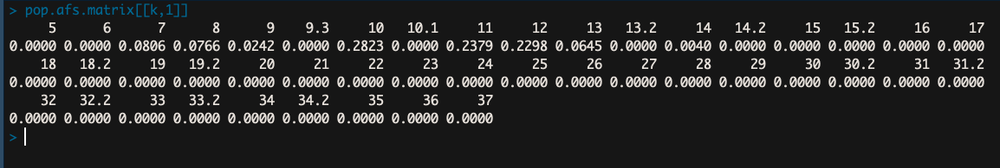 > pop.afs.matrix[[k,1]]
5 6 7 8 9 9.3 10 10.1 11 12 13 13.2 14 14.2 15 15.2 16 17
0.0000 0.0000 0.0806 0.0766 0.0242 0.0000 0.2823 0.0000 0.2379 0.2298 0.0645 0.0000 0.0040 0.0000 0.0000 0.0000 0.0000 0.0000
18 18.2 19 19.2 20 21 22 23 24 25 26 27 28 29 30 30.2 31 31.2
0.0000 0.0000 0.0000 0.0000 0.0000 0.0000 0.0000 0.0000 0.0000 0.0000 0.0000 0.0000 0.0000 0.0000 0.0000 0.0000 0.0000 0.0000
32 32.2 33 33.2 34 34.2 35 36 37
0.0000 0.0000 0.0000 0.0000 0.0000 0.0000 0.0000 0.0000 0.0000
>